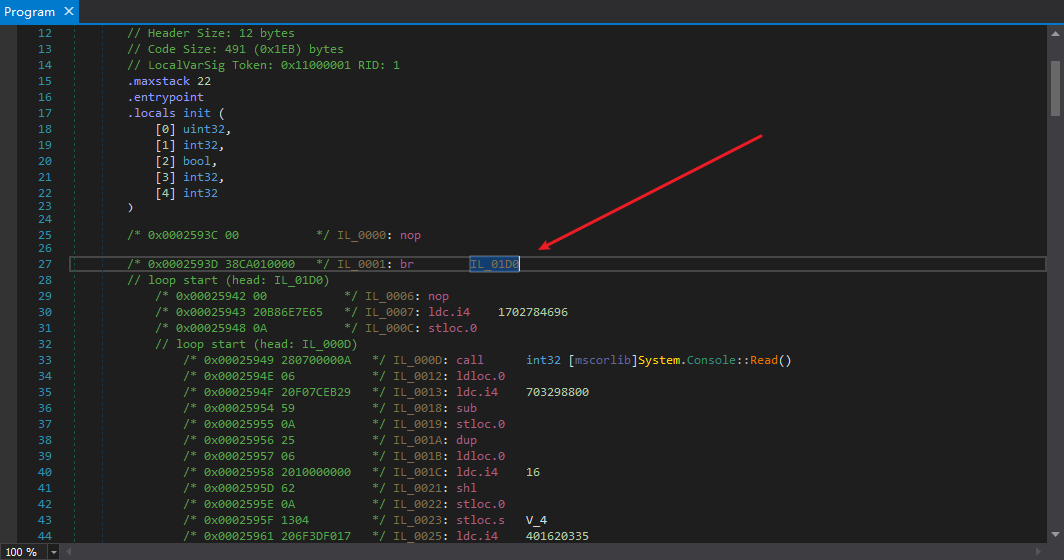 Program ✕
12 // Header Size: 12 bytes
13 // Code Size: 491 (0x1EB) bytes
14 // LocalVarSig Token: 0x11000001 RID: 1
15 .maxstack 22
16 .entrypoint
17 .locals init (
18 [0] uint32,
19 [1] int32,
20 [2] bool,
21 [3] int32,
22 [4] int32
23 )
24
25 /* 0x0002593C 00 */ IL_0000: nop
26
27 /* 0x0002593D 38CA010000 */ IL_0001: br IL_01D0
28 // loop start (head: IL_01D0)
29 /* 0x00025942 00 */ IL_0006: nop
30 /* 0x00025943 20B86E7E65 */ IL_0007: ldc.i4 1702784696
31 /* 0x00025948 0A */ IL_000C: stloc.0
32 // loop start (head: IL_000D)
33 /* 0x00025949 280700000A */ IL_000D: call int32 [mscorlib]System.Console::Read()
34 /* 0x0002594E 06 */ IL_0012: ldloc.0
35 /* 0x0002594F 20F07CEB29 */ IL_0013: ldc.i4 703298800
36 /* 0x00025954 59 */ IL_0018: sub
37 /* 0x00025955 0A */ IL_0019: stloc.0
38 /* 0x00025956 25 */ IL_001A: dup
39 /* 0x00025957 06 */ IL_001B: ldloc.0
40 /* 0x00025958 2010000000 */ IL_001C: ldc.i4 16
41 /* 0x0002595D 62 */ IL_0021: shl
42 /* 0x0002595E 0A */ IL_0022: stloc.0
43 /* 0x0002595F 1304 */ IL_0023: stloc.s V_4
44 /* 0x00025961 206F3DF017 */ IL_0025: ldc.i4 401620335
100 %